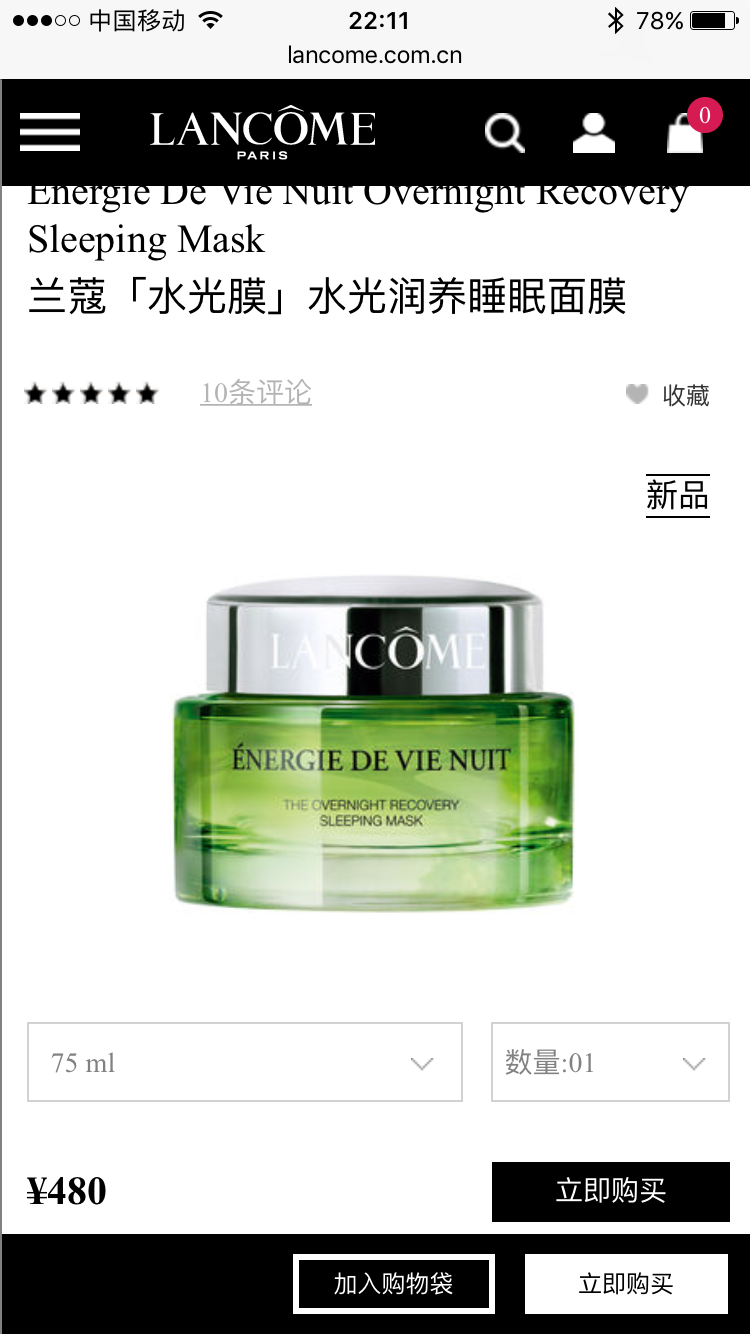 中国移动 22:11 78%
lancome.com.cn
LANCÔME
PARIS
0
Énergie De Vie Nuit Overnight Recovery
Sleeping Mask
兰蔻「水光膜」水光润养睡眠面膜
10条评论 收藏
新品
LANCÔME
ÉNERGIE DE VIE NUIT
THE OVERNIGHT RECOVERY
SLEEPING MASK
75 ml 数量:01
¥480 立即购买
加入购物袋 立即购买